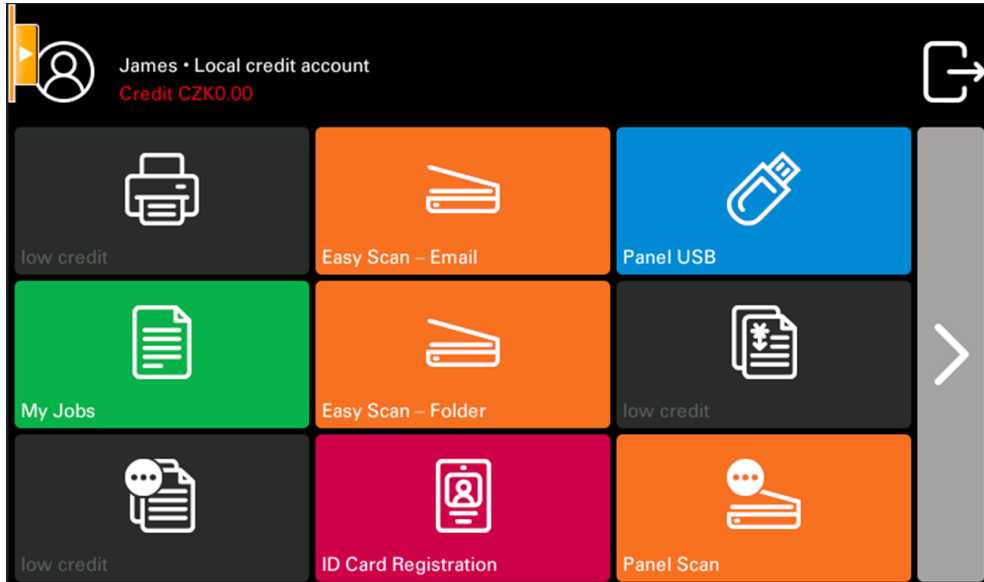 James • Local credit account
Credit CZK0.00
low credit
Easy Scan – Email
Panel USB
My Jobs
Easy Scan – Folder
low credit
low credit
ID Card Registration
Panel Scan